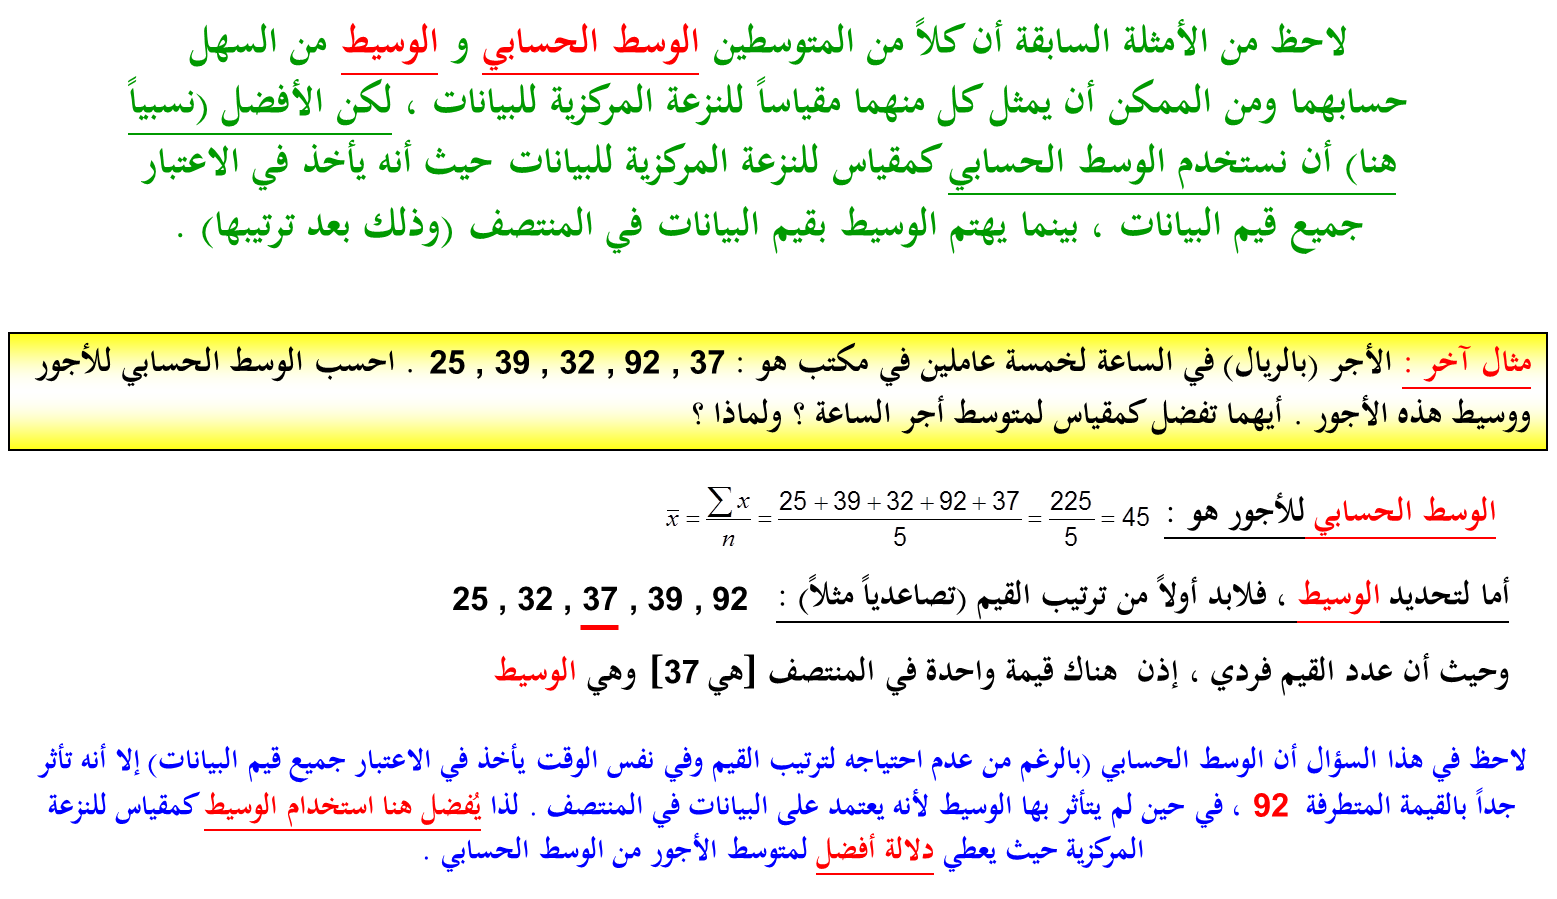 لاحظ من الأمثلة السابقة أن كلاً من المتوسطين الوسط الحسابي و الوسيط من السهل
حسابهما ومن الممكن أن يمثل كل منهما مقياساً للنزعة المركزية للبيانات ، لكن الأفضل (نسبياً
هنا) أن نستخدم الوسط الحسابي كمقياس للنزعة المركزية للبيانات حيث أنه يأخذ في الاعتبار
جميع قيم البيانات ، بينما يهتم الوسيط بقيم البيانات في المنتصف (وذلك بعد ترتيبها) .
مثال آخر : الأجر (بالريال) في الساعة لخمسة عاملين في مكتب هو : 25 , 39 , 32 , 92 , 37 . احسب الوسط الحسابي للأجور
ووسيط هذه الأجور . أيهما تفضل كمقياس لمتوسط أجر الساعة ؟ ولماذا ؟
الوسط الحسابي للأجور هو : x̄ = ∑x / n = (25 + 39 + 32 + 92 + 37) / 5 = 225 / 5 = 45
أما لتحديد الوسيط ، فلابد أولاً من ترتيب القيم (تصاعدياً مثلاً) : 25 , 32 , 37 , 39 , 92
وحيث أن عدد القيم فردي ، إذن هناك قيمة واحدة في المنتصف [هي 37] وهي الوسيط
لاحظ في هذا السؤال أن الوسط الحسابي (بالرغم من عدم احتياجه لترتيب القيم وفي نفس الوقت يأخذ في الاعتبار جميع قيم البيانات) إلا أنه تأثر
جداً بالقيمة المتطرفة 92 ، في حين لم يتأثر بها الوسيط لأنه يعتمد على البيانات في المنتصف . لذا يُفضل هنا استخدام الوسيط كمقياس للنزعة
المركزية حيث يعطي دلالة أفضل لمتوسط الأجور من الوسط الحسابي .